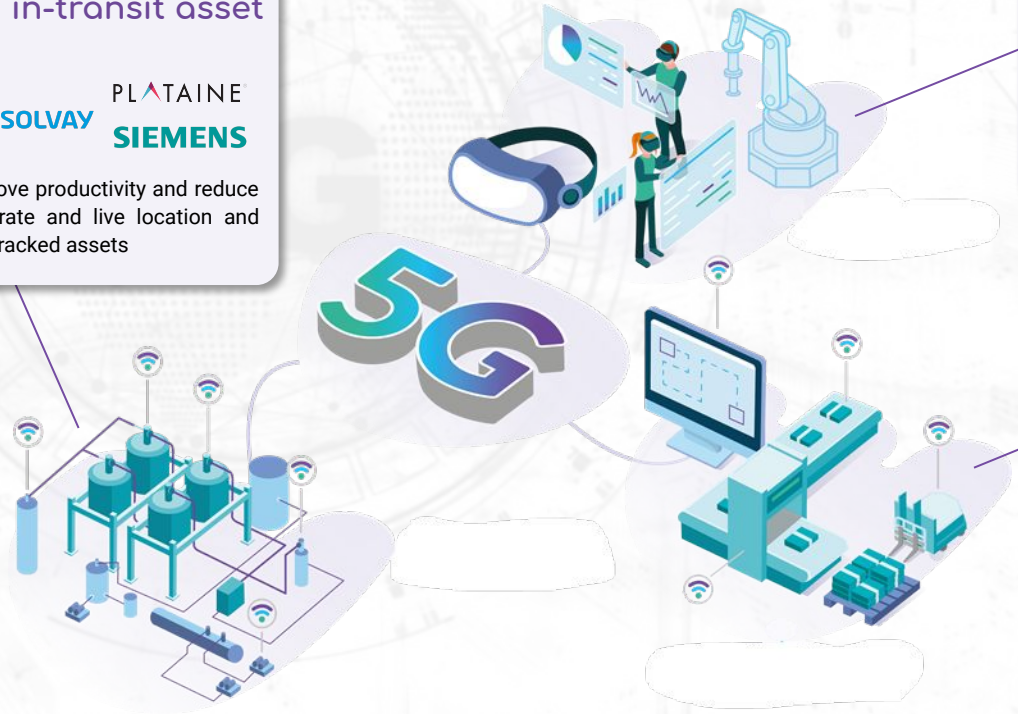 in-transit asset
PLATAINE
SOLVAY
SIEMENS
ove productivity and reduce
rate and live location and
racked assets
5G